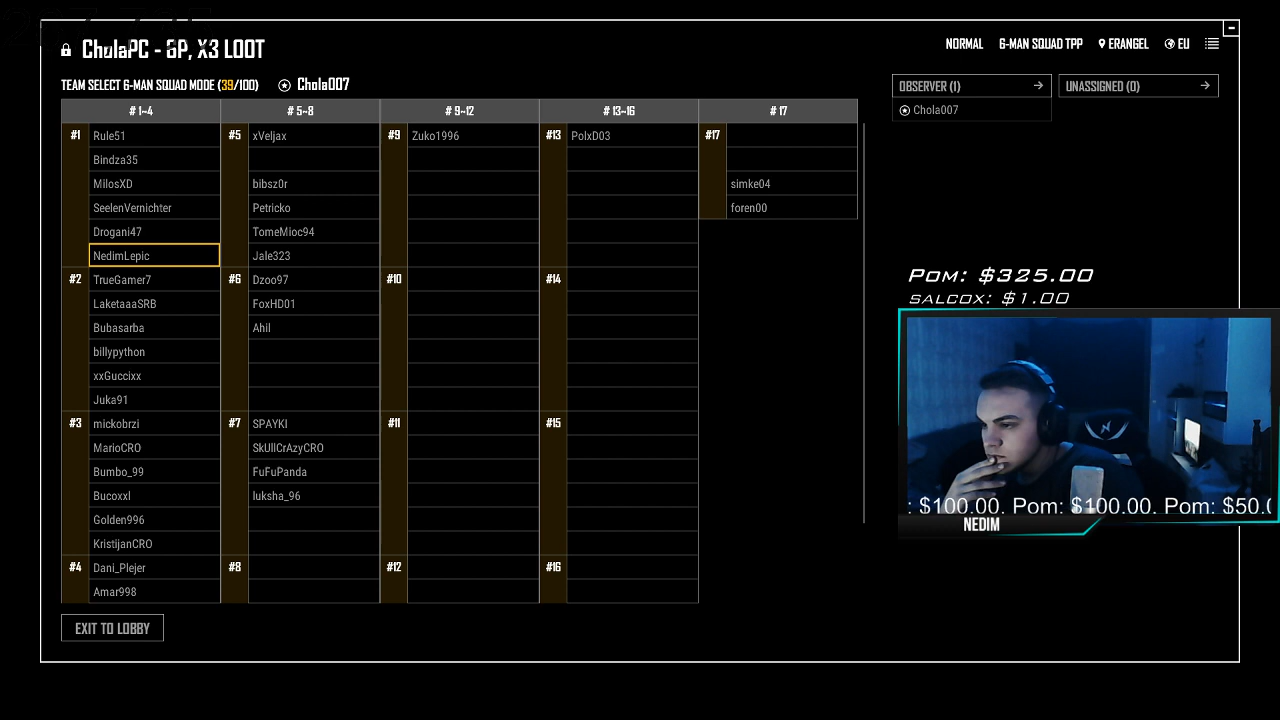 CholaPC - 6P, X3 LOOT
NORMAL 6-MAN SQUAD TPP ERANGEL EU
TEAM SELECT 6-MAN SQUAD MODE (39/100) Chola007
# 1~4
#1
Rule51
Bindza35
MilosXD
SeelenVernichter
Drogani47
NedimLepic
#2
TrueGamer7
LaketaaaSRB
Bubasarba
billypython
xxGuccixx
Juka91
#3
mickobrzi
MarioCRO
Bumbo_99
Bucoxxl
Golden996
KristijanCRO
#4
Dani_Plejer
Amar998
# 5~8
#5
xVeljax
bibsz0r
Petricko
TomeMioc94
Jale323
#6
Dzoo97
FoxHD01
Ahil
#7
SPAYKI
SkUllCrAzyCRO
FuFuPanda
luksha_96
#8
# 9~12
#9
Zuko1996
#10
#11
#12
# 13~16
#13
PolxD03
#14
#15
#16
# 17
#17
simke04
foren00
OBSERVER (1)
Chola007
UNASSIGNED (0)
POM: $325.00
SALCOX: $1.00
: $100.00. Pom: $100.00. Pom: $50.0
NEDIM
EXIT TO LOBBY